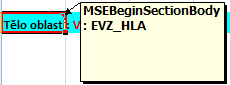 Tělo oblast : V
MSEBeginSectionBody
: EVZ_HLA